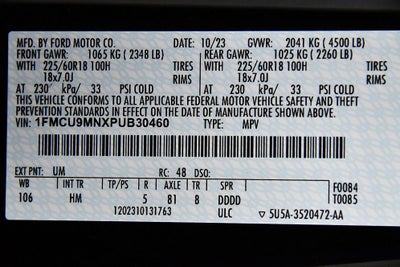 MFD. BY FORD MOTOR CO. DATE: 10/23 GVWR: 2041 KG (4500 LB)
FRONT GAWR: 1065 KG (2348 LB) REAR GAWR: 1025 KG (2260 LB)
WITH 225/60R18 100H TIRES WITH 225/60R18 100H TIRES
18x7.0J RIMS 18x7.0J RIMS
AT 230 kPa/ 33 PSI COLD AT 230 kPa/ 33 PSI COLD
THIS VEHICLE CONFORMS TO ALL APPLICABLE FEDERAL MOTOR VEHICLE SAFETY AND THEFT
PREVENTION STANDARDS IN EFFECT ON THE DATE OF MANUFACTURE SHOWN ABOVE.
VIN: 1FMCU9MNXPUB30460 TYPE: MPV
EXT PNT: UM RC: 48 DSO:
WB INT TR TP/PS R AXLE TR SPR F0084
106 HM 5 B1 8 DDDD T0085
1202310131763 ULC 5U5A-3520472-AA